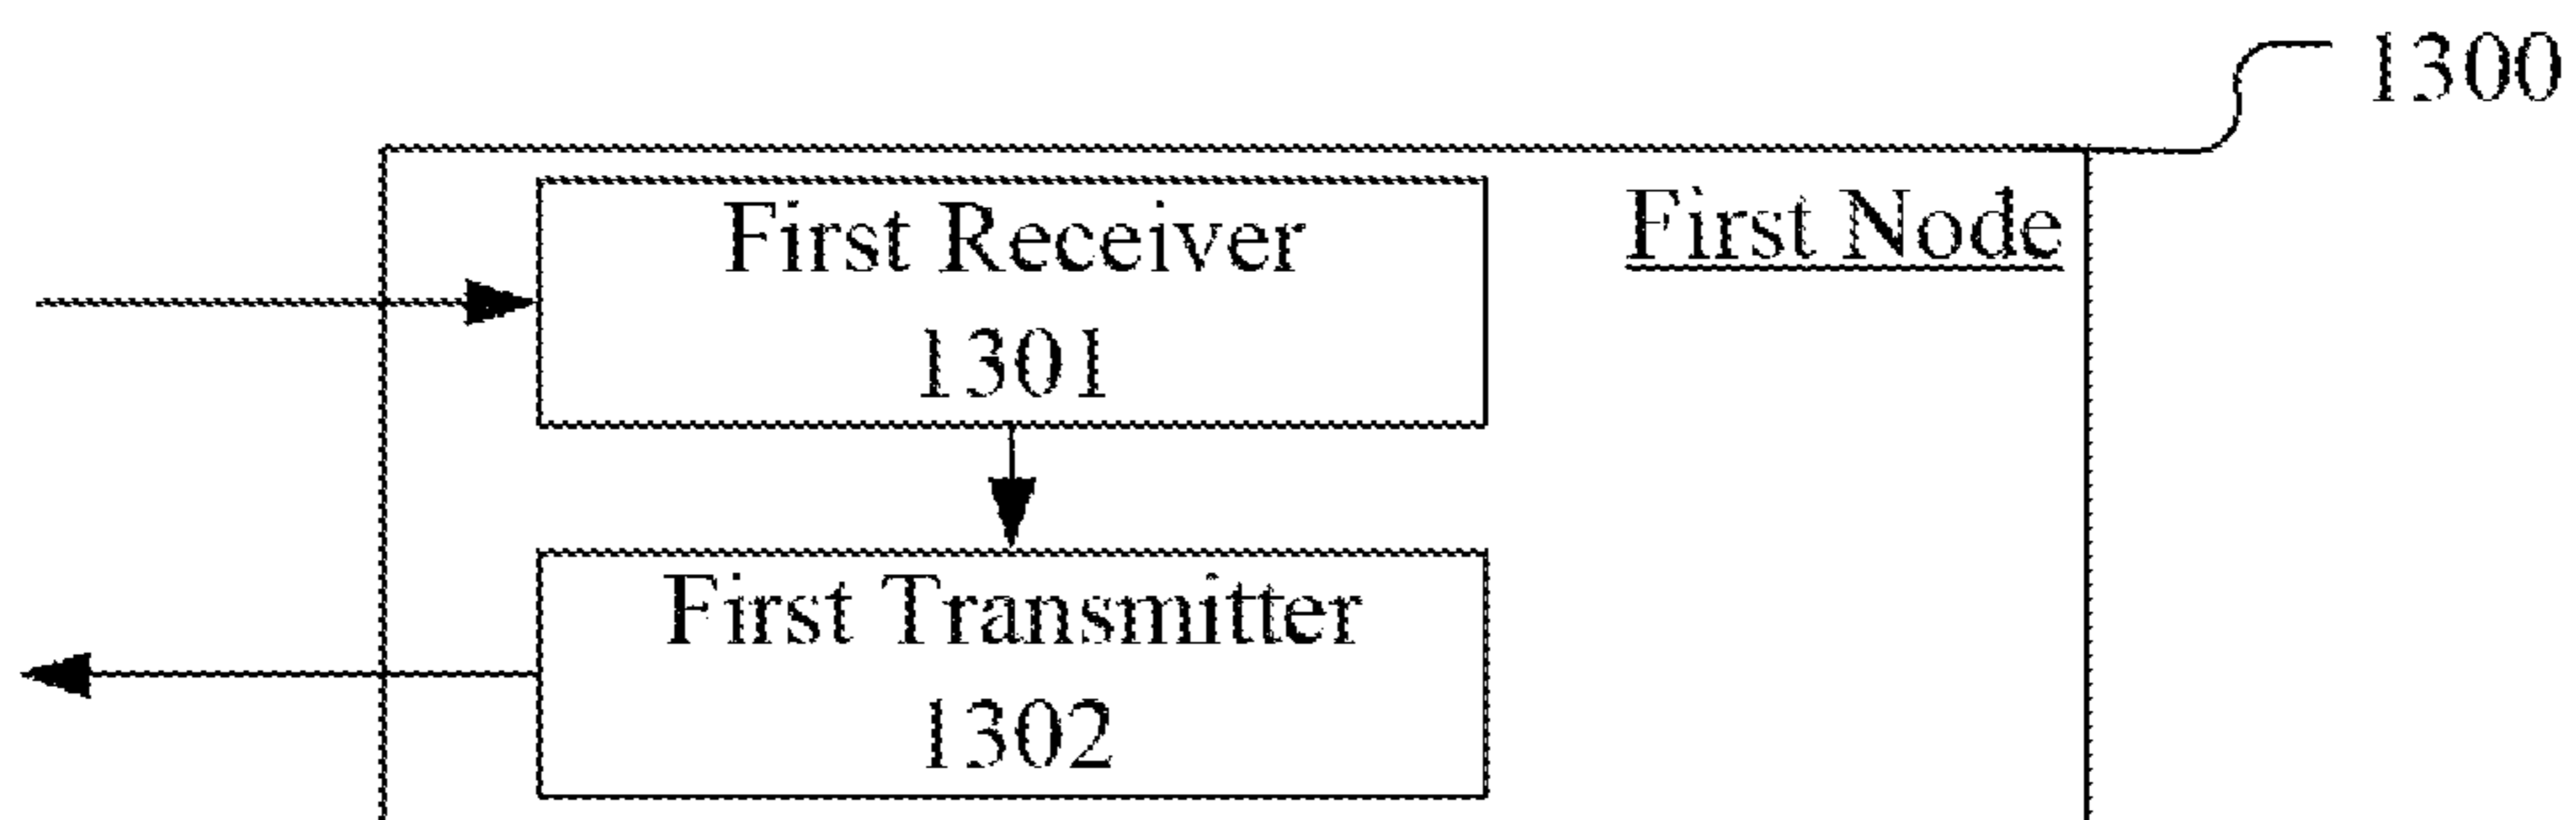 1300
First Receiver
1301
First Node
First Transmitter
1302